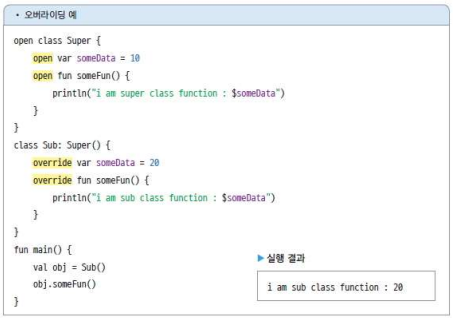 • 오버라이딩 예
open class Super {
    open var someData = 10
    open fun someFun() {
        println("i am super class function : $someData")
    }
}
class Sub: Super() {
    override var someData = 20
    override fun someFun() {
        println("i am sub class function : $someData")
    }
}
fun main() {
    val obj = Sub()
    obj.someFun()
}
▶ 실행 결과
i am sub class function : 20